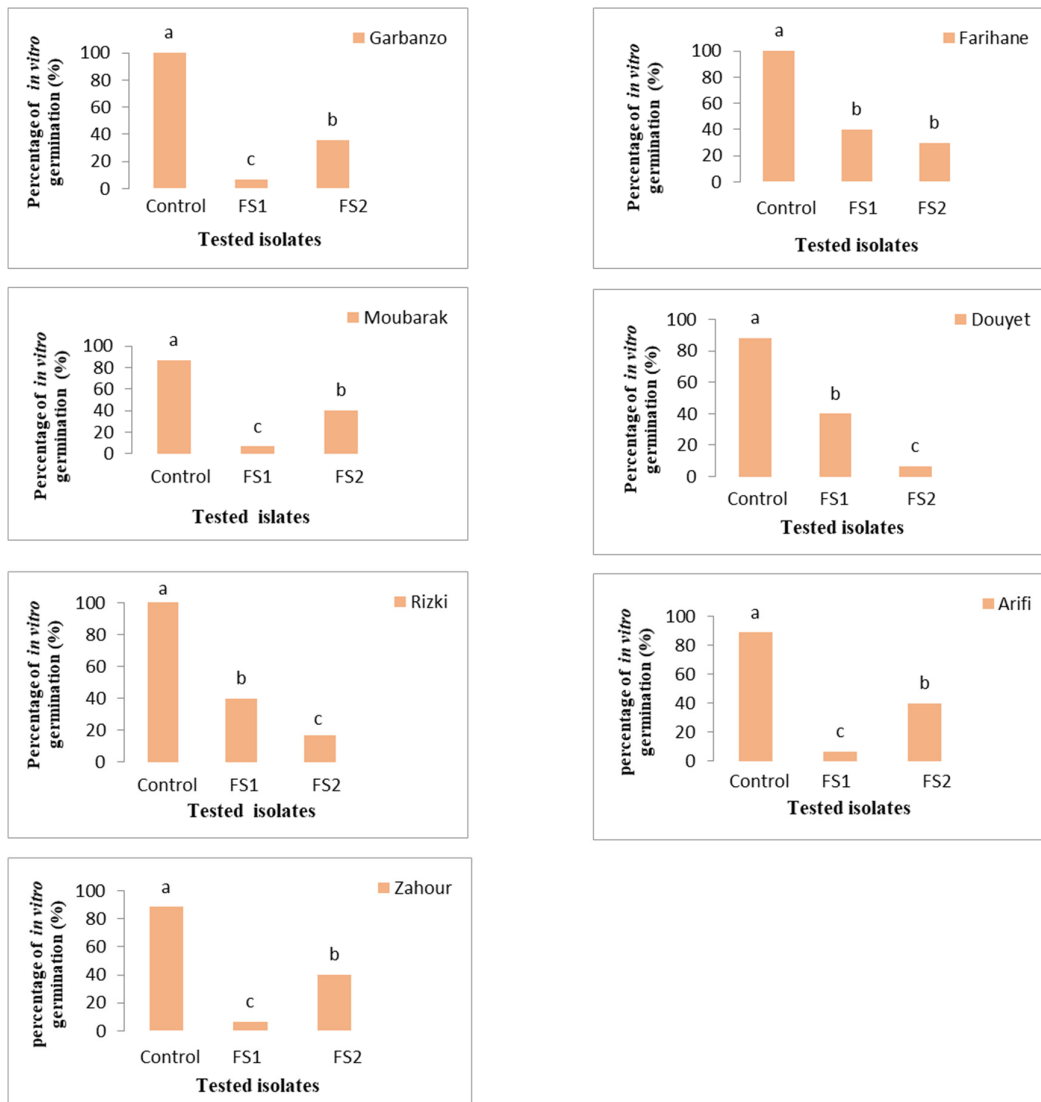 Garbanzo
Percentage of in vitro
germination (%)
100
80
60
40
20
0
a
c
b
Control FS1 FS2
Tested isolates
Farihane
Percentage of in vitro
germination (%)
100
80
60
40
20
0
a
b
b
Control FS1 FS2
Tested isolates
Moubarak
Percentage of in vitro
germination (%)
100
80
60
40
20
0
a
c
b
Control FS1 FS2
Tested islates
Douyet
Percentage of in vitro
germination (%)
100
80
60
40
20
0
a
b
c
Control FS1 FS2
Tested isolates
Rizki
Percentage of in vitro
germination (%)
100
80
60
40
20
0
a
b
c
Control FS1 FS2
Tested isolates
Arifi
percentage of in vitro
germination (%)
100
80
60
40
20
0
a
c
b
Control FS1 FS2
Tested isolates
Zahour
percentage of in vitro
germination (%)
100
80
60
40
20
0
a
c
b
Control FS1 FS2
Tested isolates